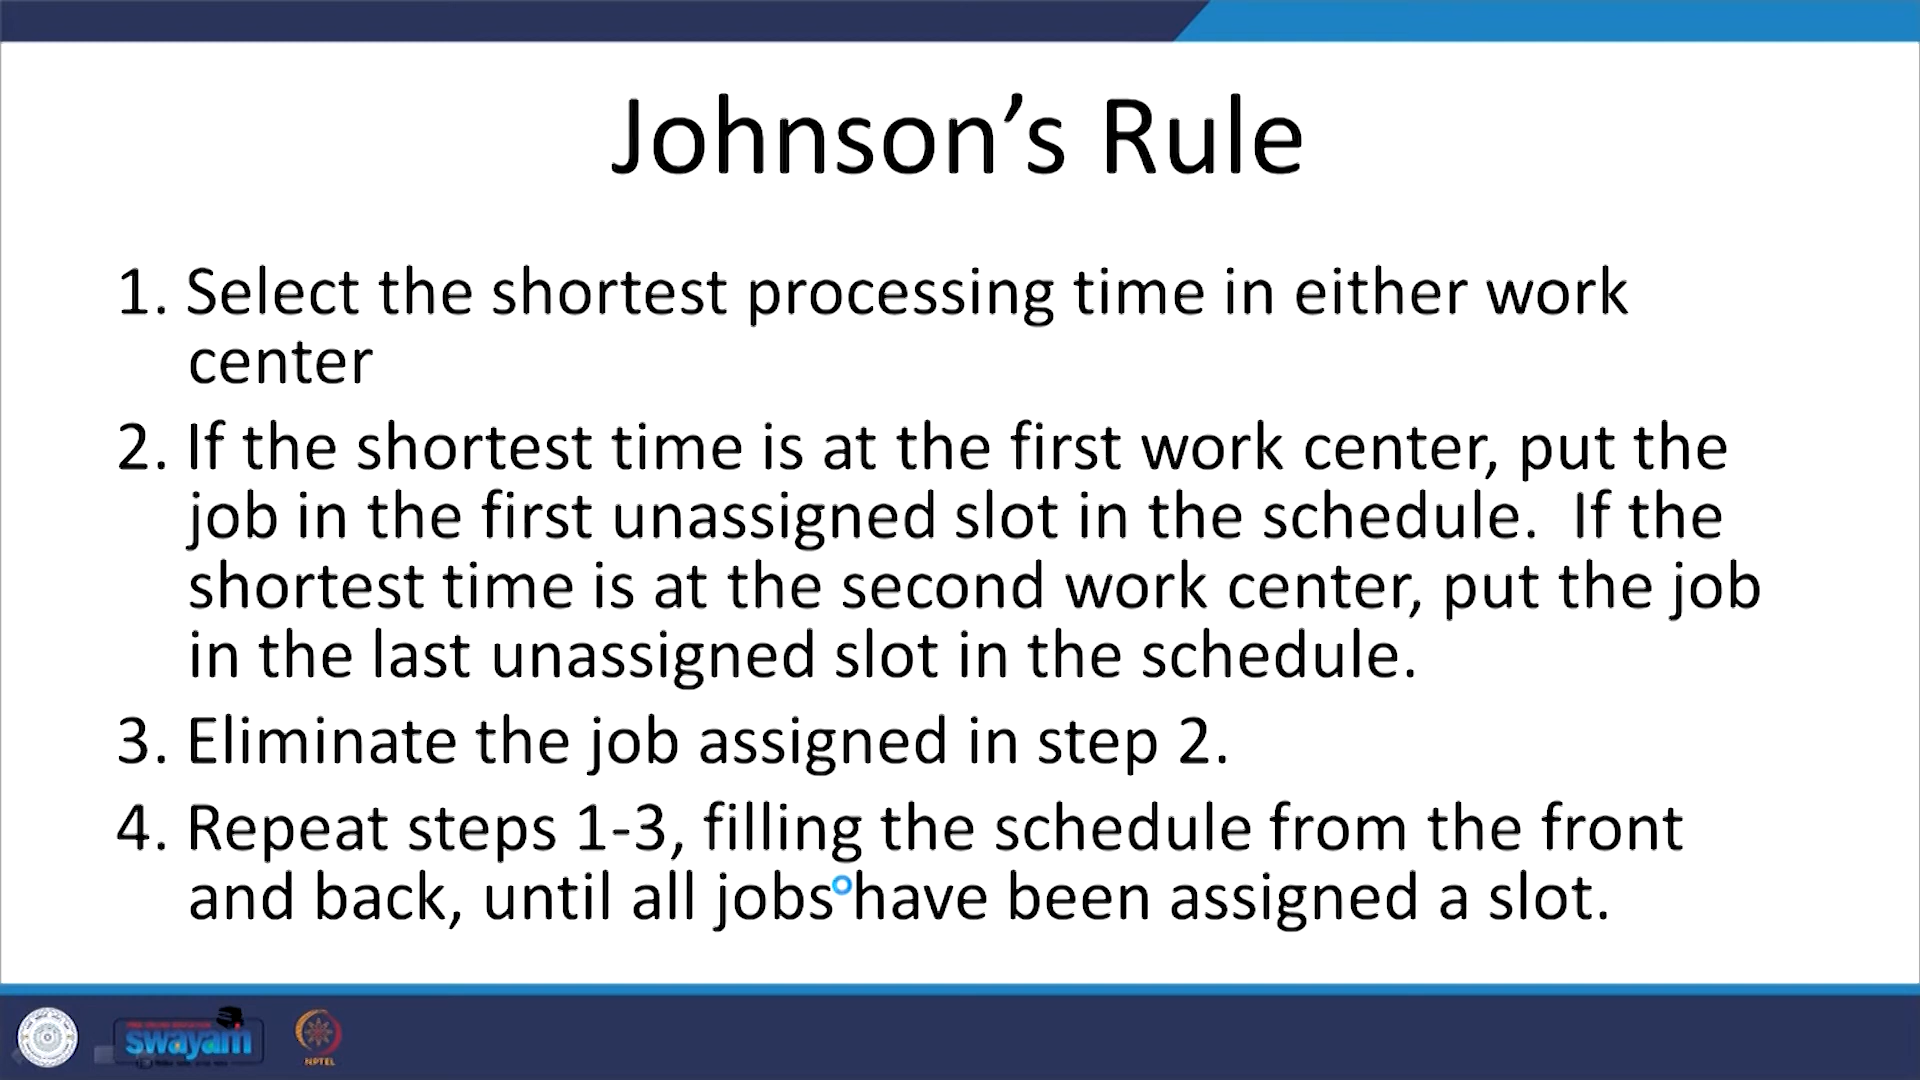 Johnson’s Rule
1. Select the shortest processing time in either work
center
2. If the shortest time is at the first work center, put the
job in the first unassigned slot in the schedule.  If the
shortest time is at the second work center, put the job
in the last unassigned slot in the schedule.
3. Eliminate the job assigned in step 2.
4. Repeat steps 1-3, filling the schedule from the front
and back, until all jobs have been assigned a slot.
swayam
NPTEL